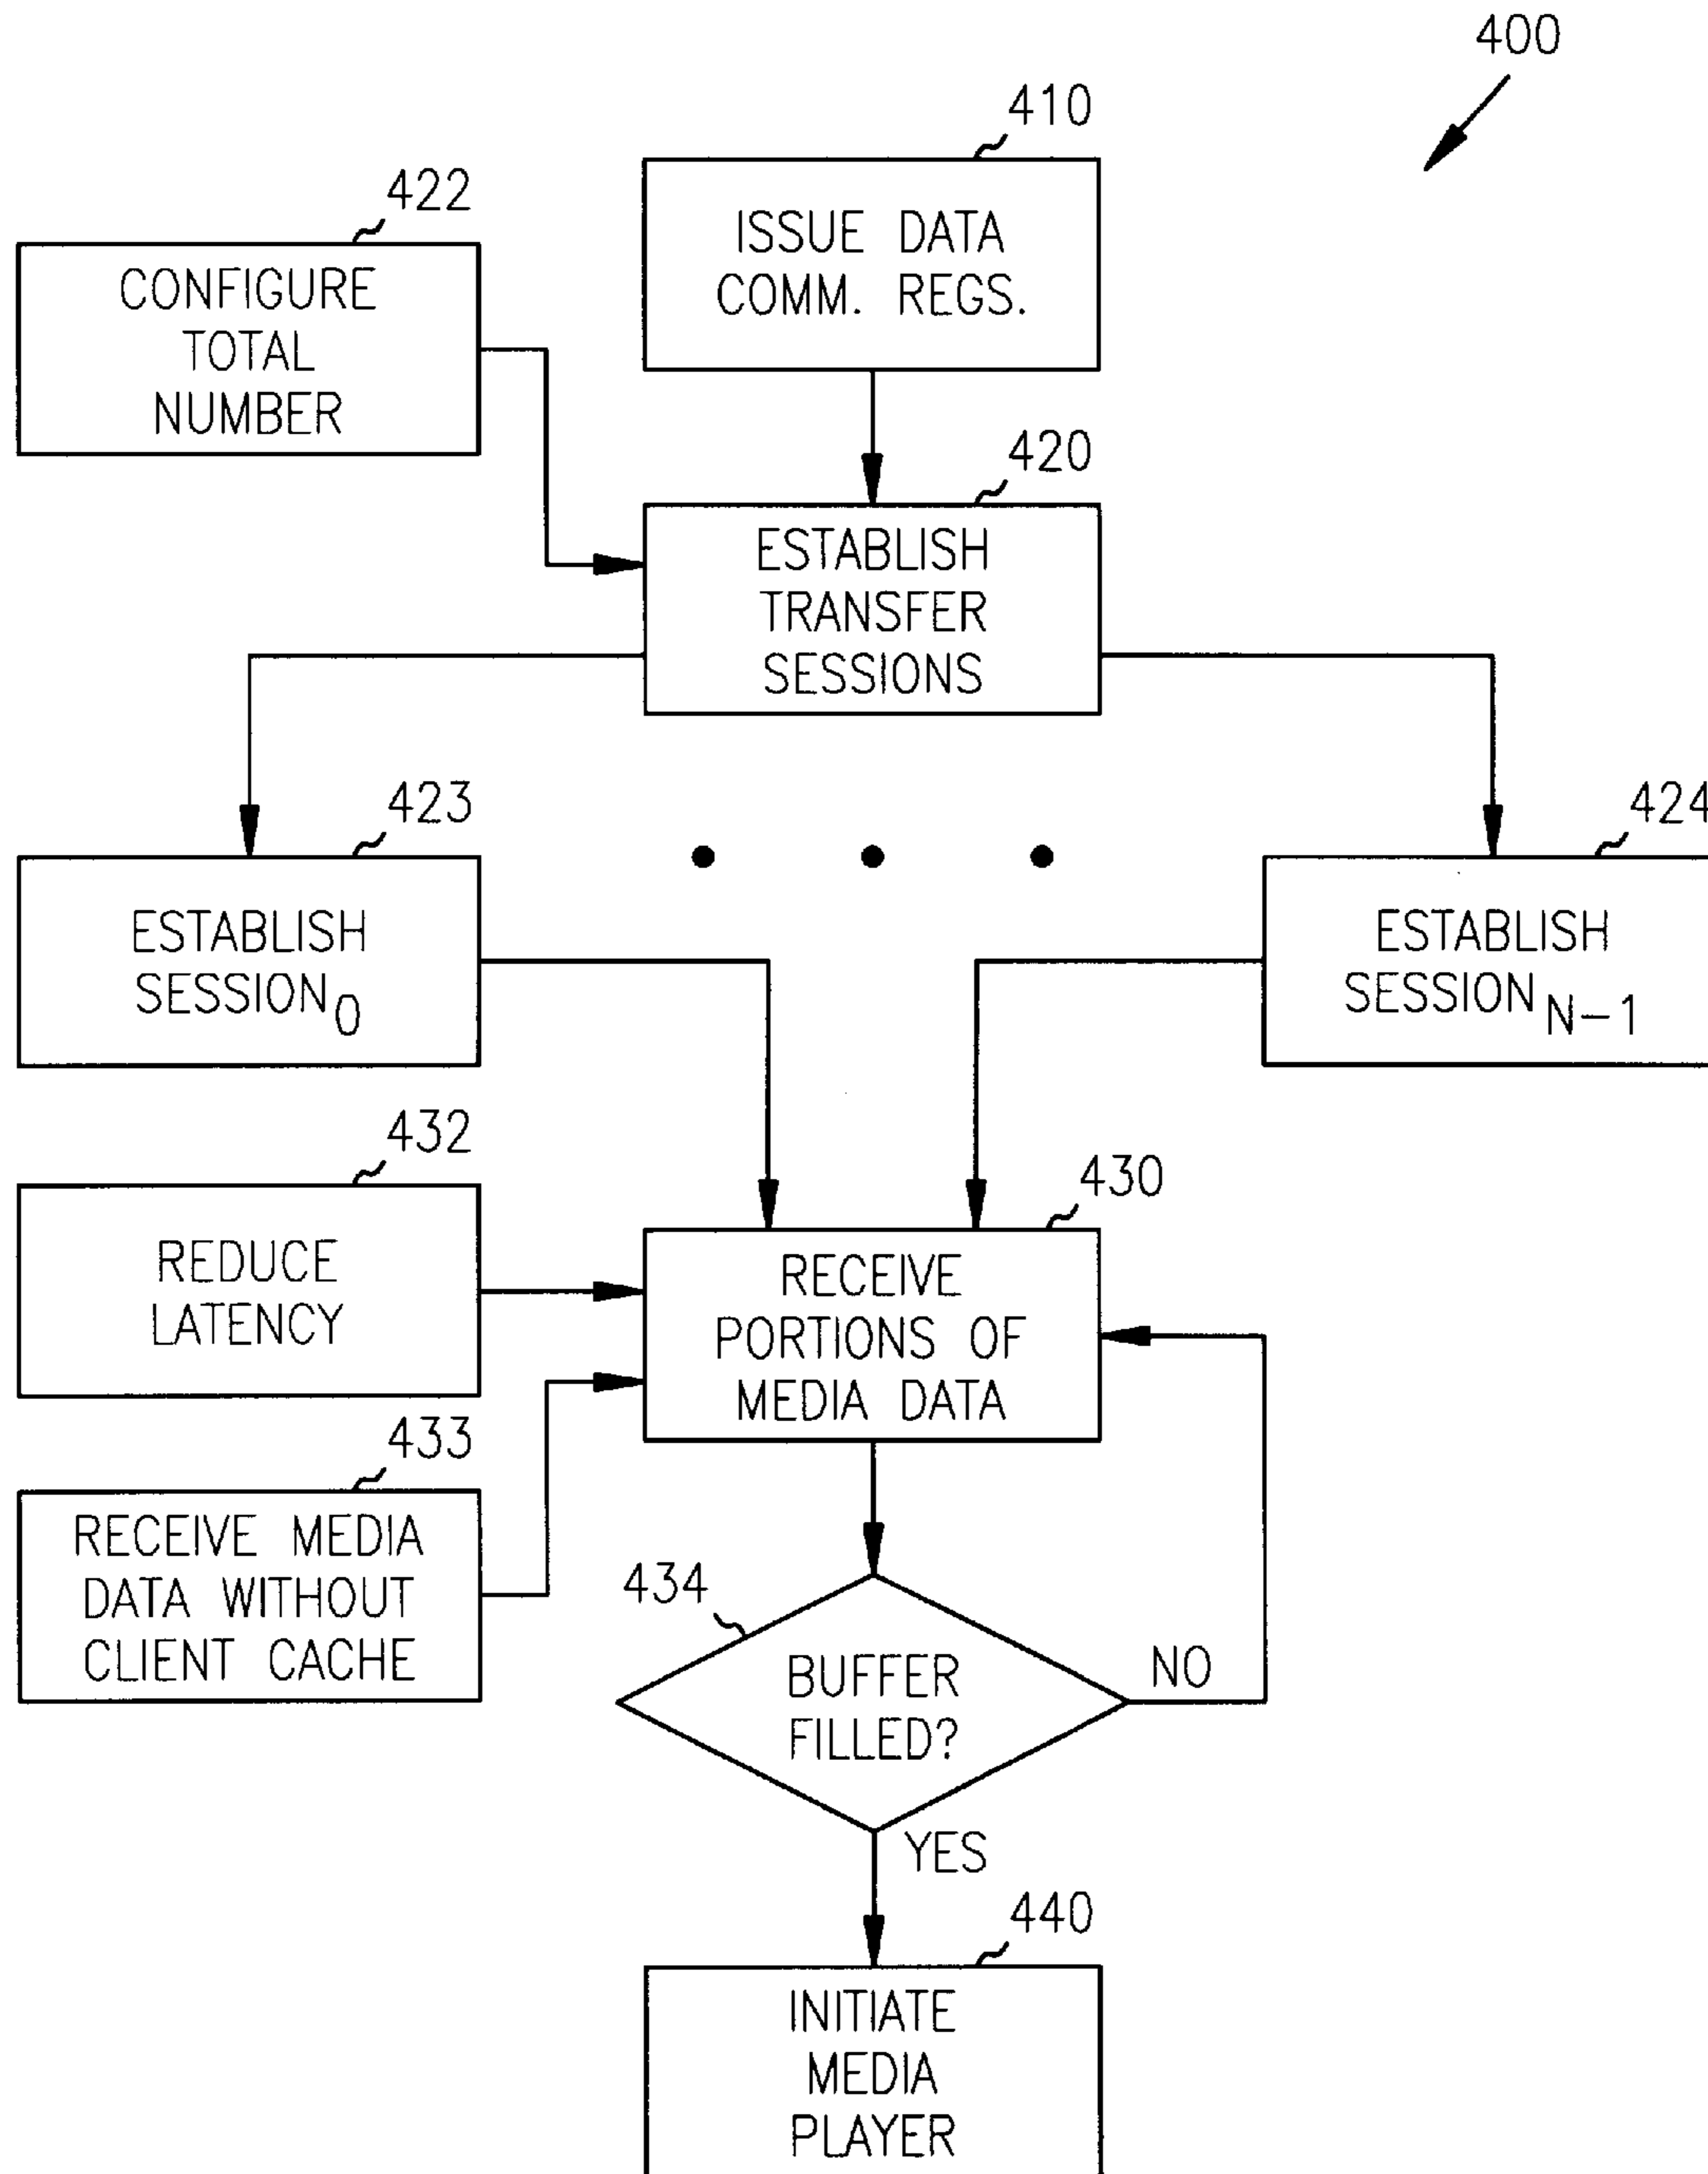 400
410
ISSUE DATA
COMM. REGS.
422
CONFIGURE
TOTAL
NUMBER
420
ESTABLISH
TRANSFER
SESSIONS
423
ESTABLISH
SESSION0
424
ESTABLISH
SESSION N-1
432
REDUCE
LATENCY
430
RECEIVE
PORTIONS OF
MEDIA DATA
433
RECEIVE MEDIA
DATA WITHOUT
CLIENT CACHE
434
BUFFER
FILLED?
NO
YES
440
INITIATE
MEDIA
PLAYER